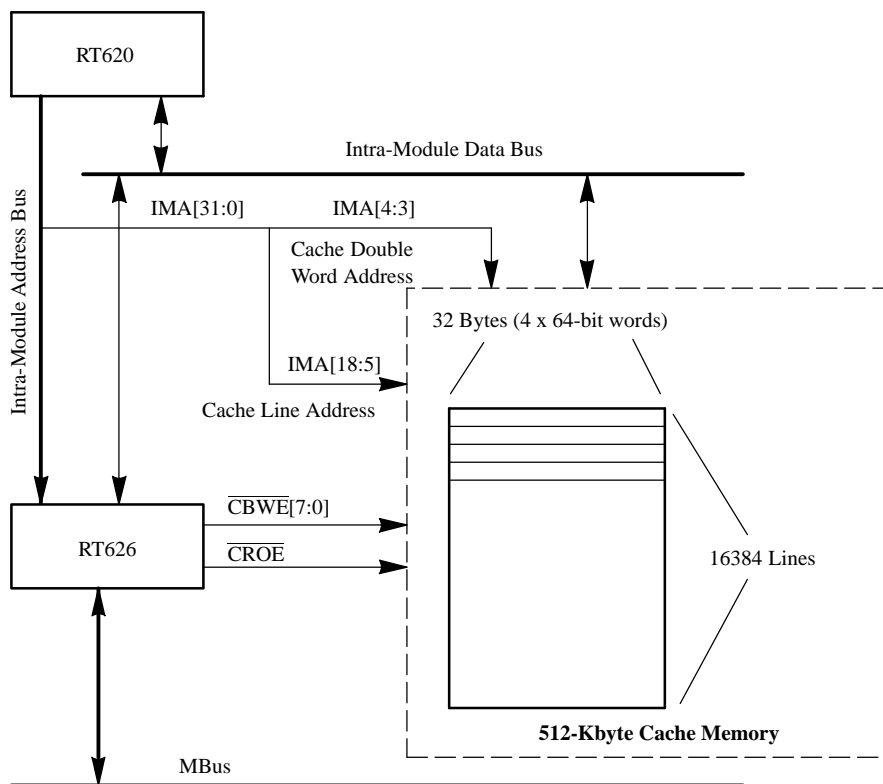 RT620
Intra-Module Data Bus
Intra-Module Address Bus
IMA[31:0]
IMA[4:3]
Cache Double
Word Address
32 Bytes (4 x 64-bit words)
IMA[18:5]
Cache Line Address
CBWE[7:0]
RT626
CROE
16384 Lines
512-Kbyte Cache Memory
MBus